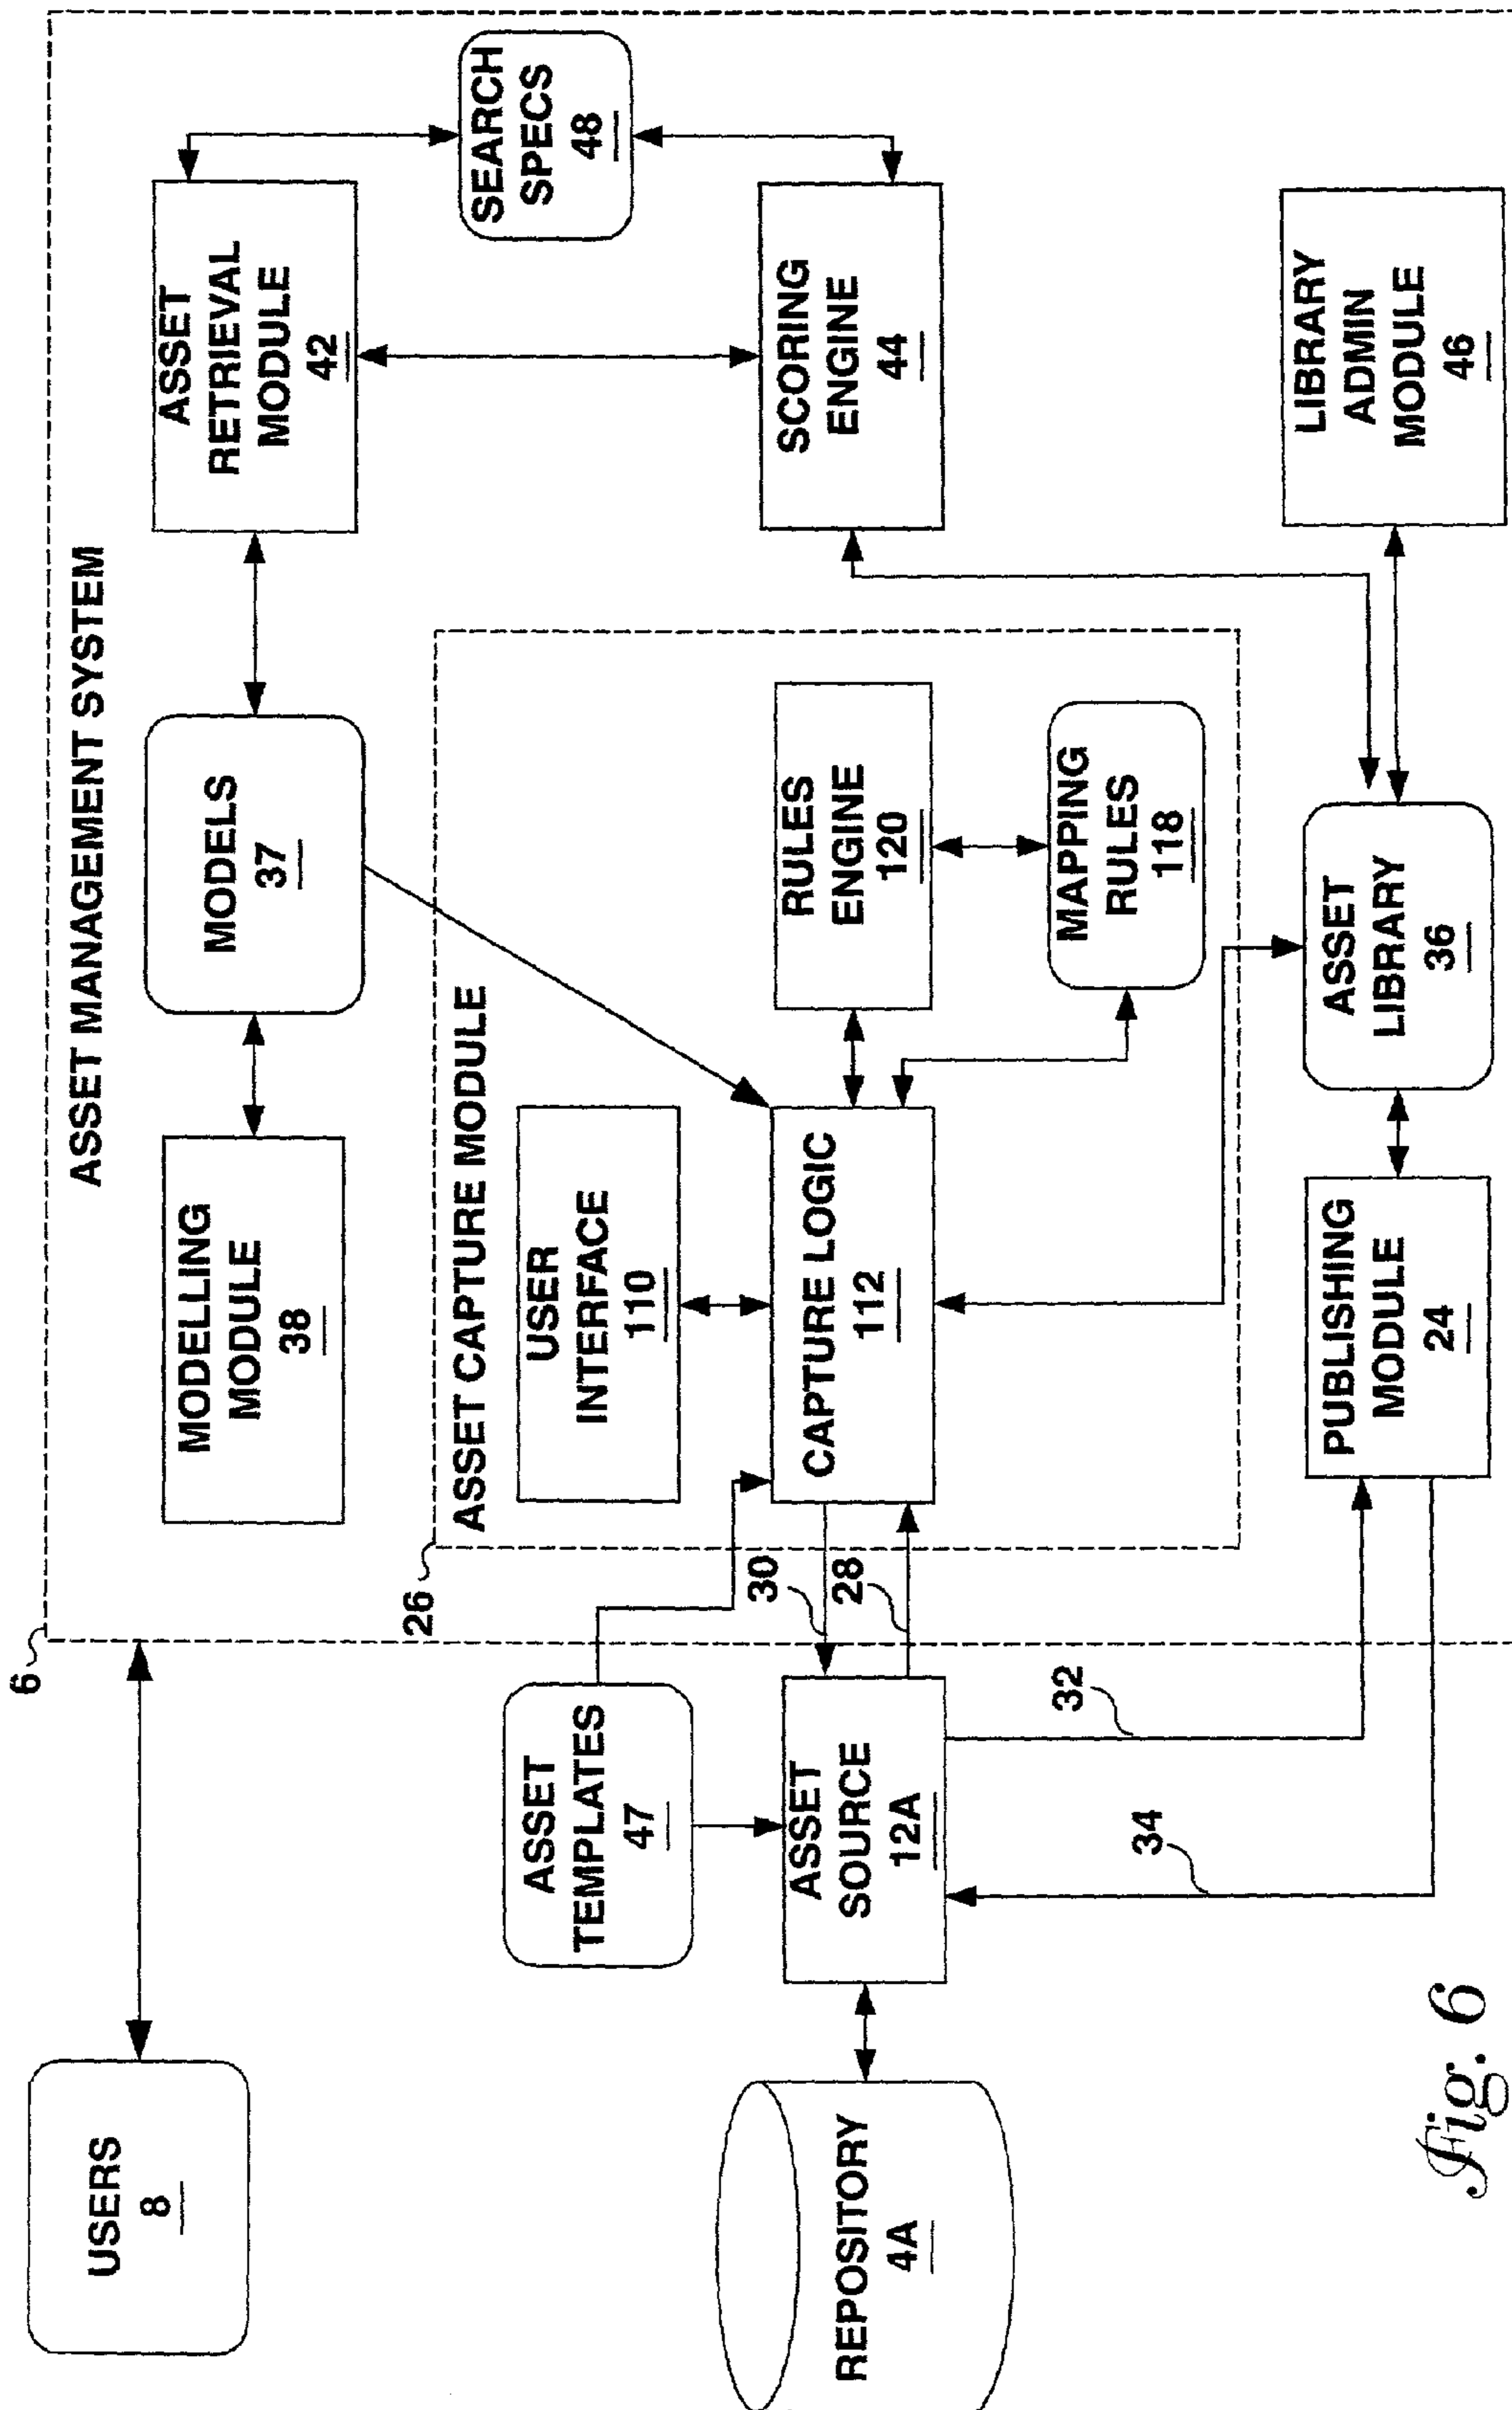 6
ASSET MANAGEMENT SYSTEM
USERS
8
MODELLING
MODULE
38
MODELS
37
ASSET
RETRIEVAL
MODULE
42
SEARCH
SPECS
48
26
ASSET CAPTURE MODULE
ASSET
TEMPLATES
47
USER
INTERFACE
110
30
28
REPOSITORY
4A
ASSET
SOURCE
12A
CAPTURE LOGIC
112
RULES
ENGINE
120
SCORING
ENGINE
44
MAPPING
RULES
118
32
34
PUBLISHING
MODULE
24
ASSET
LIBRARY
36
LIBRARY
ADMIN
MODULE
46
Fig. 6